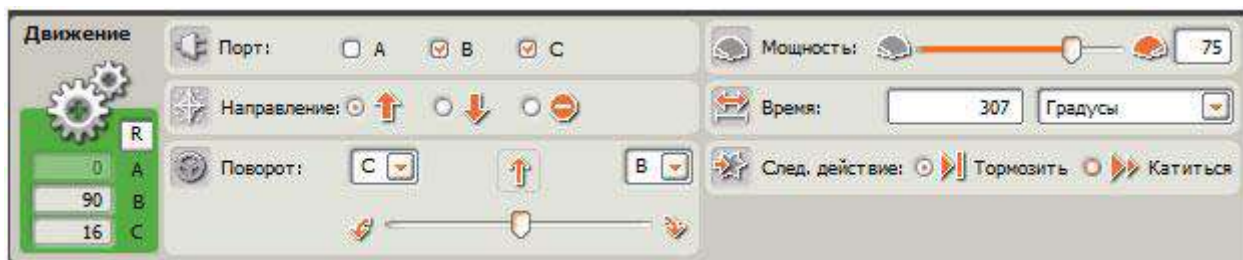 Движение
R
0 A
90 B
16 C
Порт: A B C
Направление:
Поворот: C B
Мощность: 75
Время: 307 Градусы
След. действие: Тормозить Катиться